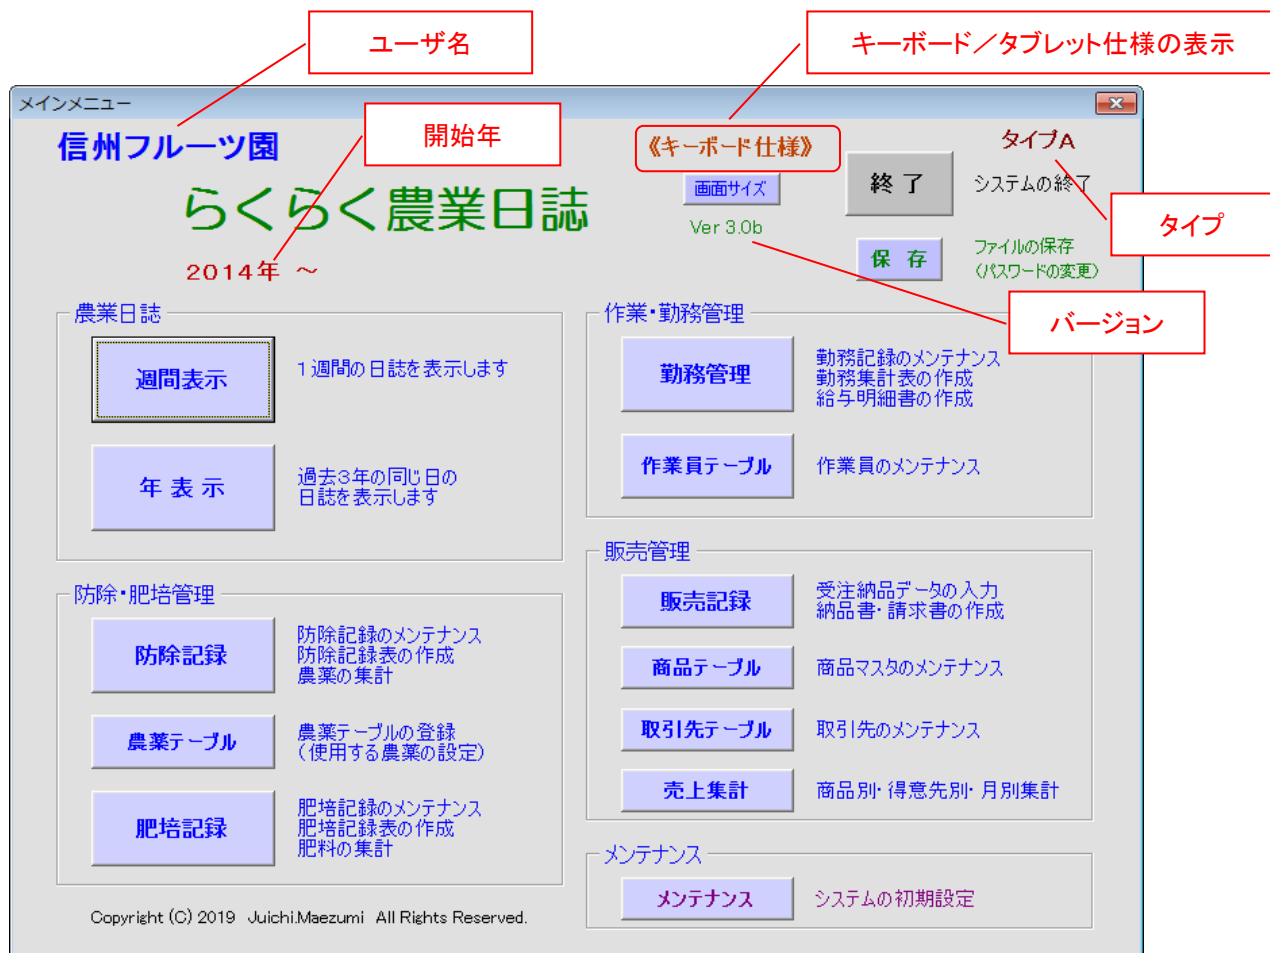 ユーザ名
キーボード／タブレット仕様の表示
メインメニュー
信州フルーツ園
開始年
《キーボード仕様》
タイプA
らくらく農業日誌
画面サイズ
終 了
システムの終了
Ver 3.0b
タイプ
2014年 ～
保 存
ファイルの保存
(パスワードの変更)
バージョン
農業日誌
週間表示
１週間の日誌を表示します
年 表 示
過去３年の同じ日の
日誌を表示します
防除・肥培管理
防除記録
防除記録のメンテナンス
防除記録表の作成
農薬の集計
農薬テーブル
農薬テーブルの登録
(使用する農薬の設定)
肥培記録
肥培記録のメンテナンス
肥培記録表の作成
肥料の集計
作業・勤務管理
勤務管理
勤務記録のメンテナンス
勤務集計表の作成
給与明細書の作成
作業員テーブル
作業員のメンテナンス
販売管理
販売記録
受注納品データの入力
納品書・請求書の作成
商品テーブル
商品マスタのメンテナンス
取引先テーブル
取引先のメンテナンス
売上集計
商品別・得意先別・月別集計
メンテナンス
メンテナンス
システムの初期設定
Copyright (C) 2019 Juichi.Maezumi All Rights Reserved.